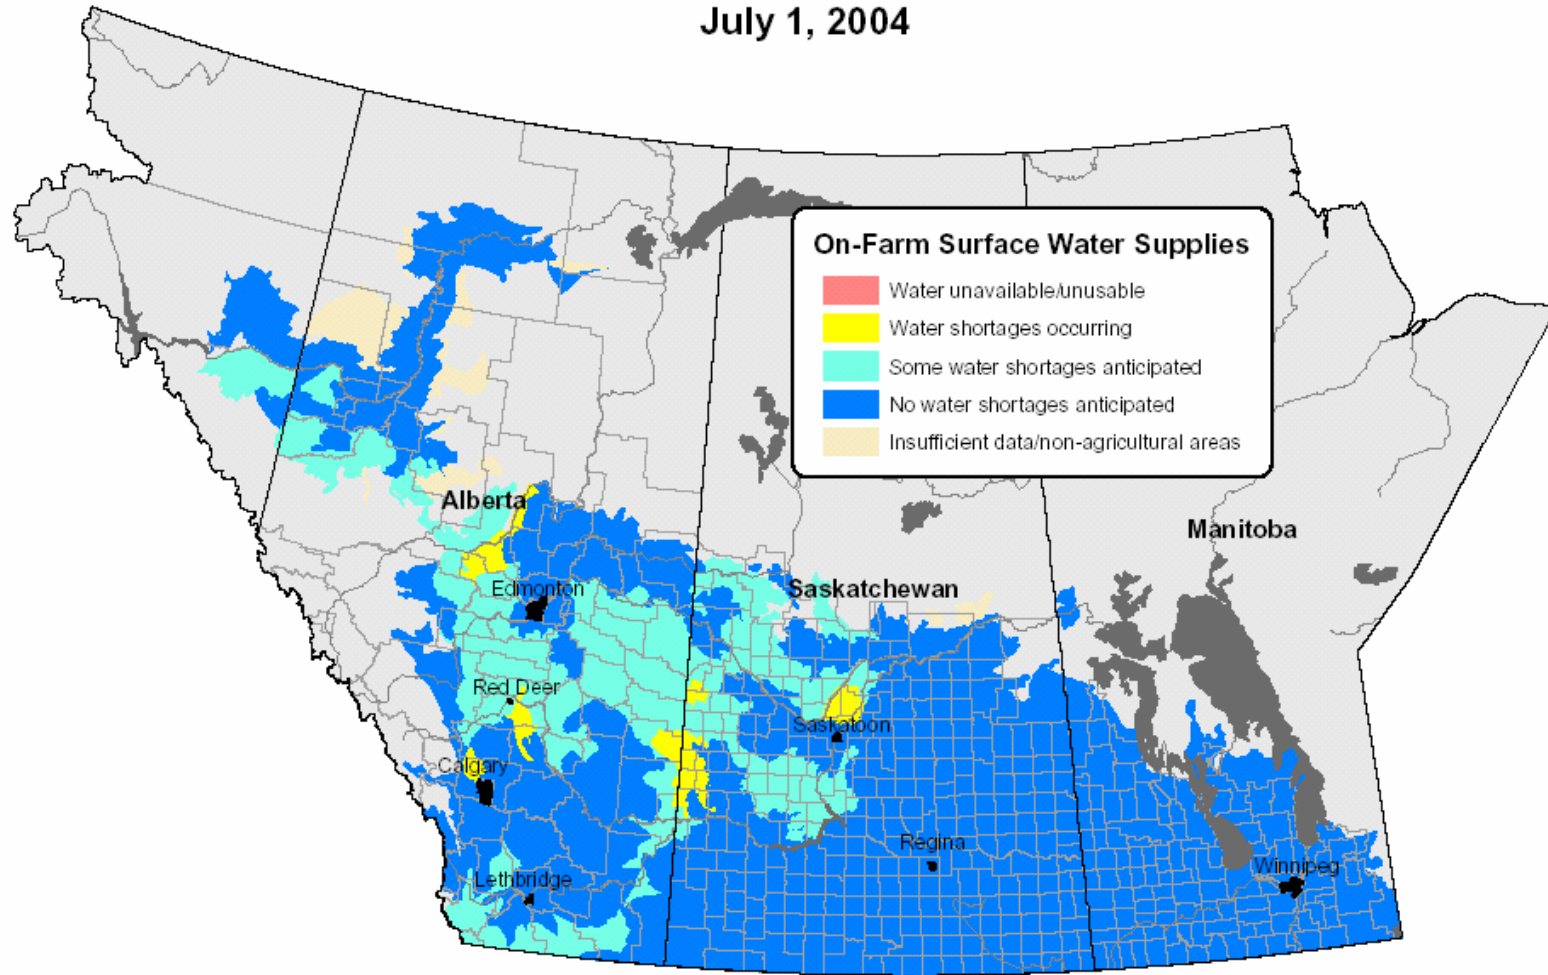 July 1, 2004
On-Farm Surface Water Supplies
Water unavailable/unusable
Water shortages occurring
Some water shortages anticipated
No water shortages anticipated
Insufficient data/non-agricultural areas
Alberta
Manitoba
Saskatchewan
Edmonton
Red Deer
Saskatoon
Calgary
Regina
Winnipeg
Lethbridge